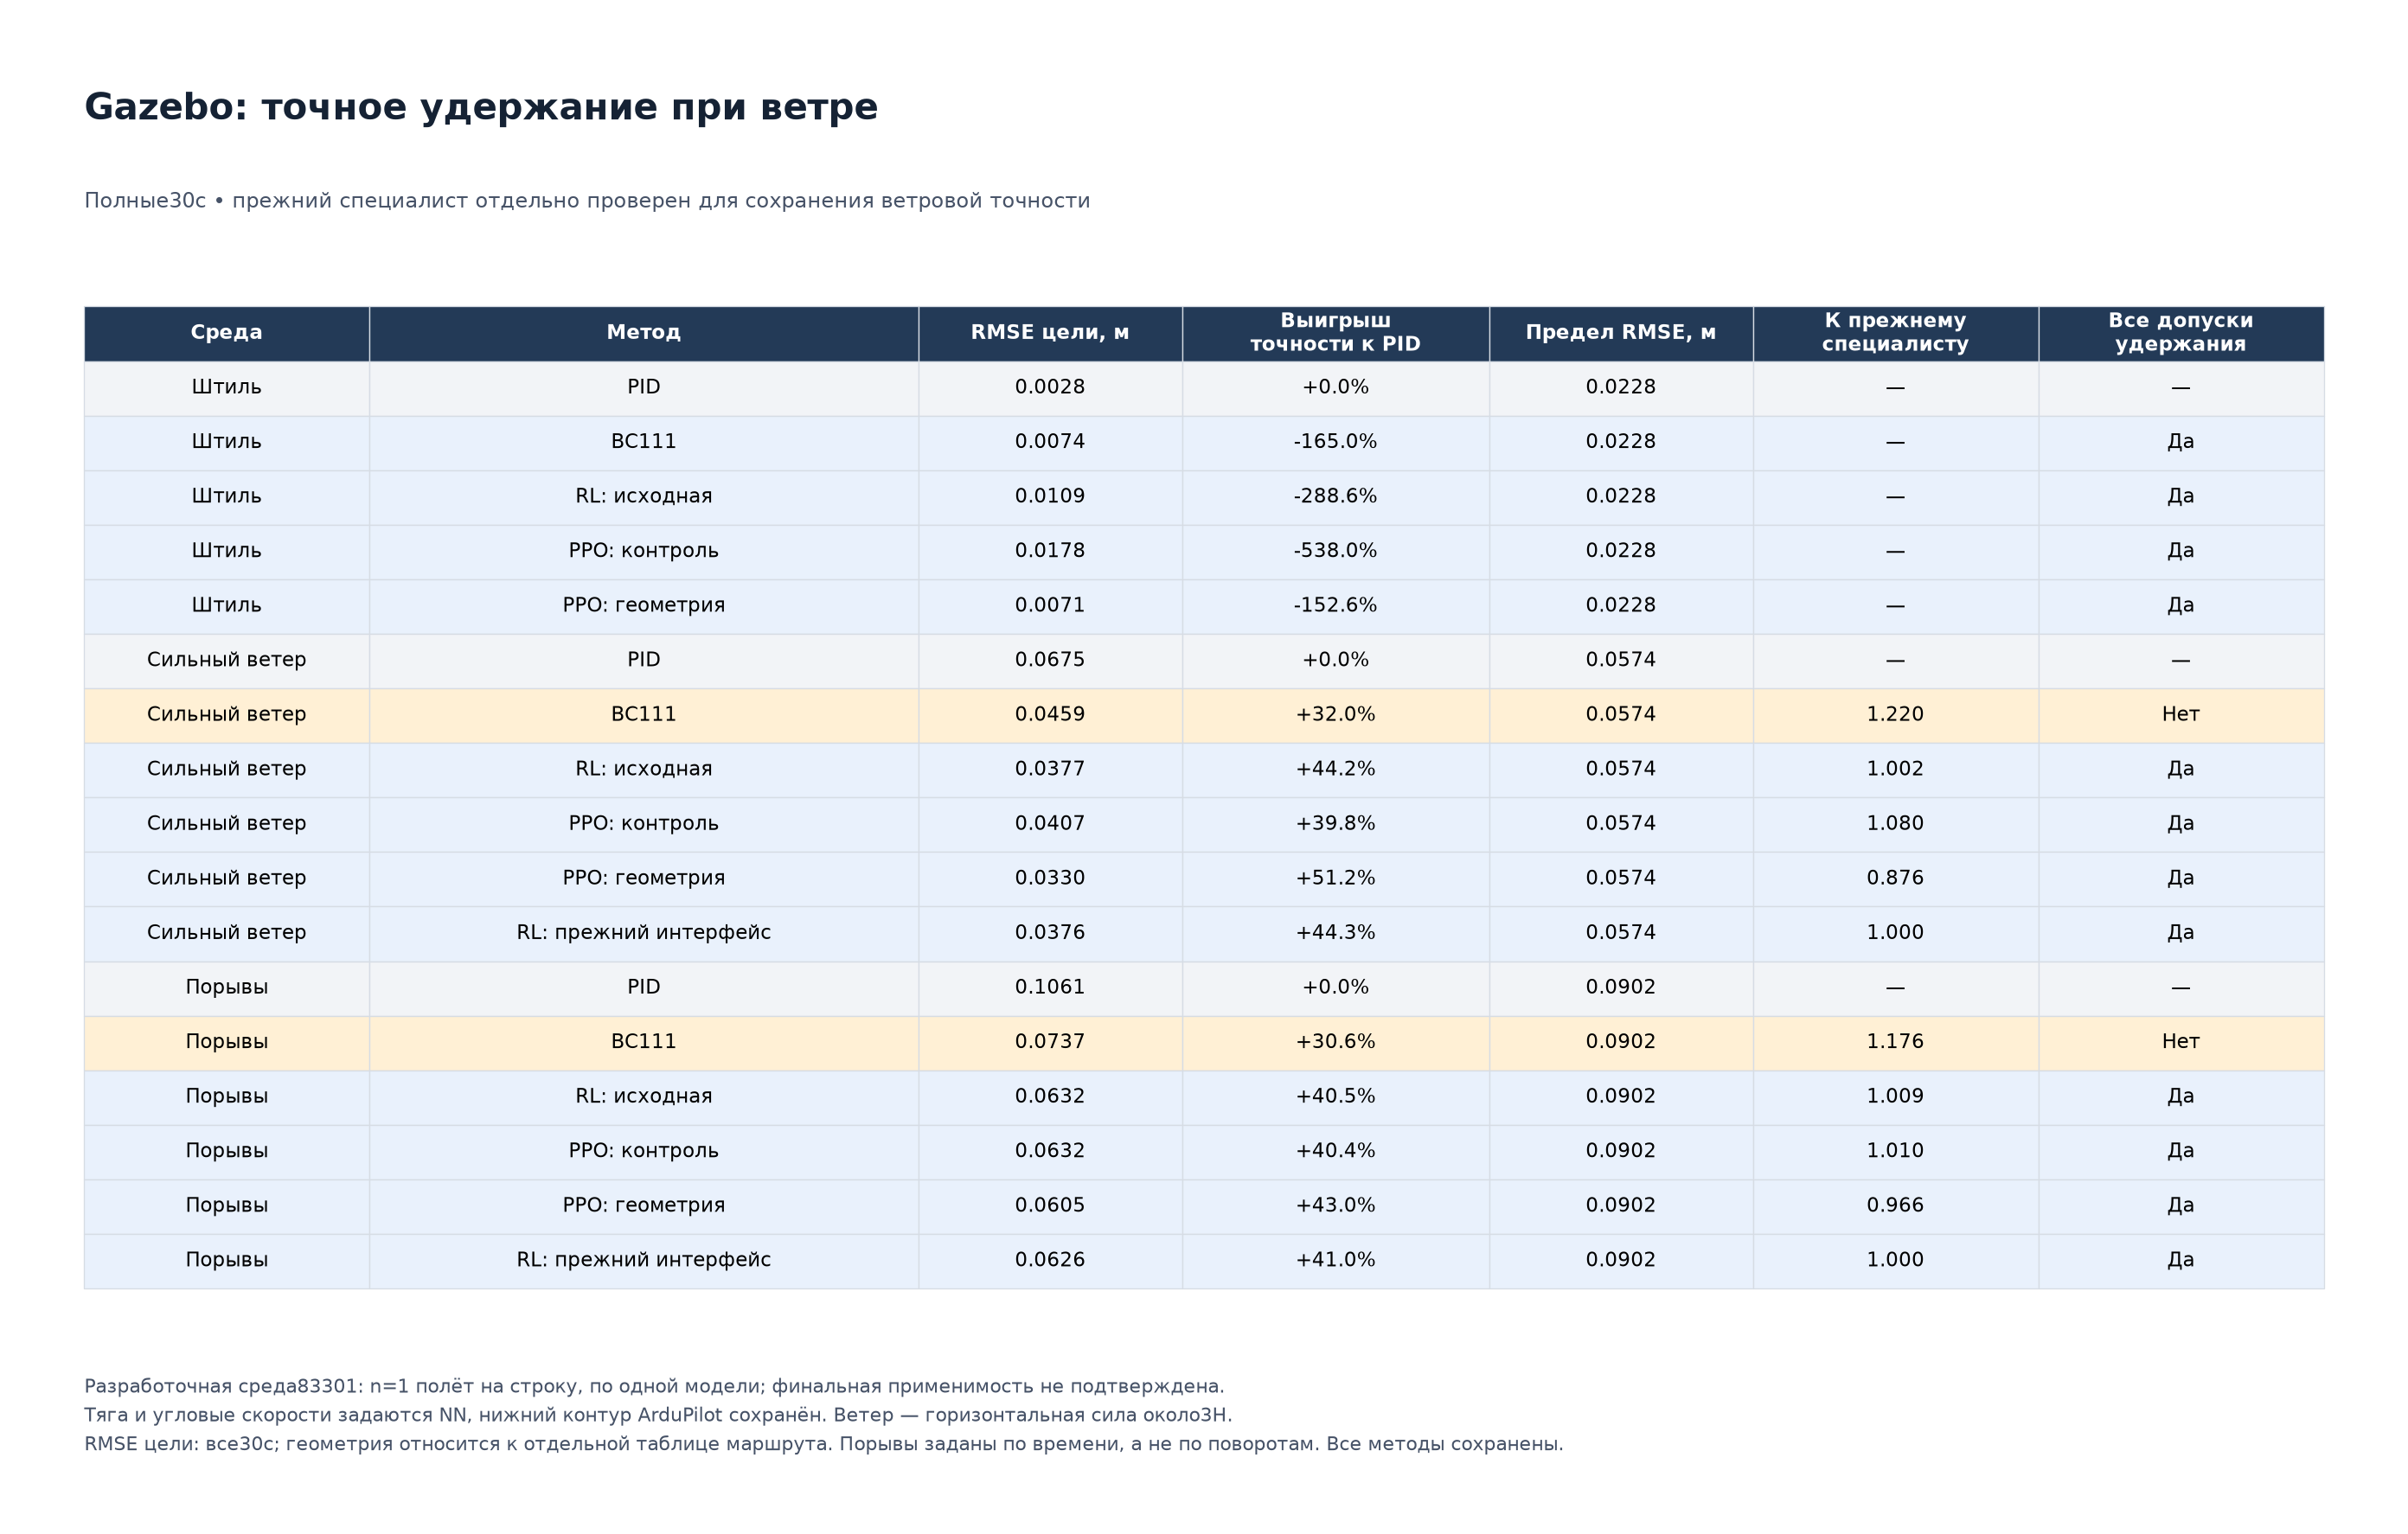 Gazebo: точное удержание при ветре
Полные30с • прежний специалист отдельно проверен для сохранения ветровой точности
Среда Метод RMSE цели, м Выигрыш точности к PID Предел RMSE, м К прежнему специалисту Все допуски удержания
Штиль PID 0.0028 +0.0% 0.0228 — —
Штиль BC111 0.0074 -165.0% 0.0228 — Да
Штиль RL: исходная 0.0109 -288.6% 0.0228 — Да
Штиль PPO: контроль 0.0178 -538.0% 0.0228 — Да
Штиль PPO: геометрия 0.0071 -152.6% 0.0228 — Да
Сильный ветер PID 0.0675 +0.0% 0.0574 — —
Сильный ветер BC111 0.0459 +32.0% 0.0574 1.220 Нет
Сильный ветер RL: исходная 0.0377 +44.2% 0.0574 1.002 Да
Сильный ветер PPO: контроль 0.0407 +39.8% 0.0574 1.080 Да
Сильный ветер PPO: геометрия 0.0330 +51.2% 0.0574 0.876 Да
Сильный ветер RL: прежний интерфейс 0.0376 +44.3% 0.0574 1.000 Да
Порывы PID 0.1061 +0.0% 0.0902 — —
Порывы BC111 0.0737 +30.6% 0.0902 1.176 Нет
Порывы RL: исходная 0.0632 +40.5% 0.0902 1.009 Да
Порывы PPO: контроль 0.0632 +40.4% 0.0902 1.010 Да
Порывы PPO: геометрия 0.0605 +43.0% 0.0902 0.966 Да
Порывы RL: прежний интерфейс 0.0626 +41.0% 0.0902 1.000 Да
Разработочная среда83301: n=1 полёт на строку, по одной модели; финальная применимость не подтверждена.
Тяга и угловые скорости задаются NN, нижний контур ArduPilot сохранён. Ветер — горизонтальная сила около3Н.
RMSE цели: все30с; геометрия относится к отдельной таблице маршрута. Порывы заданы по времени, а не по поворотам. Все методы сохранены.